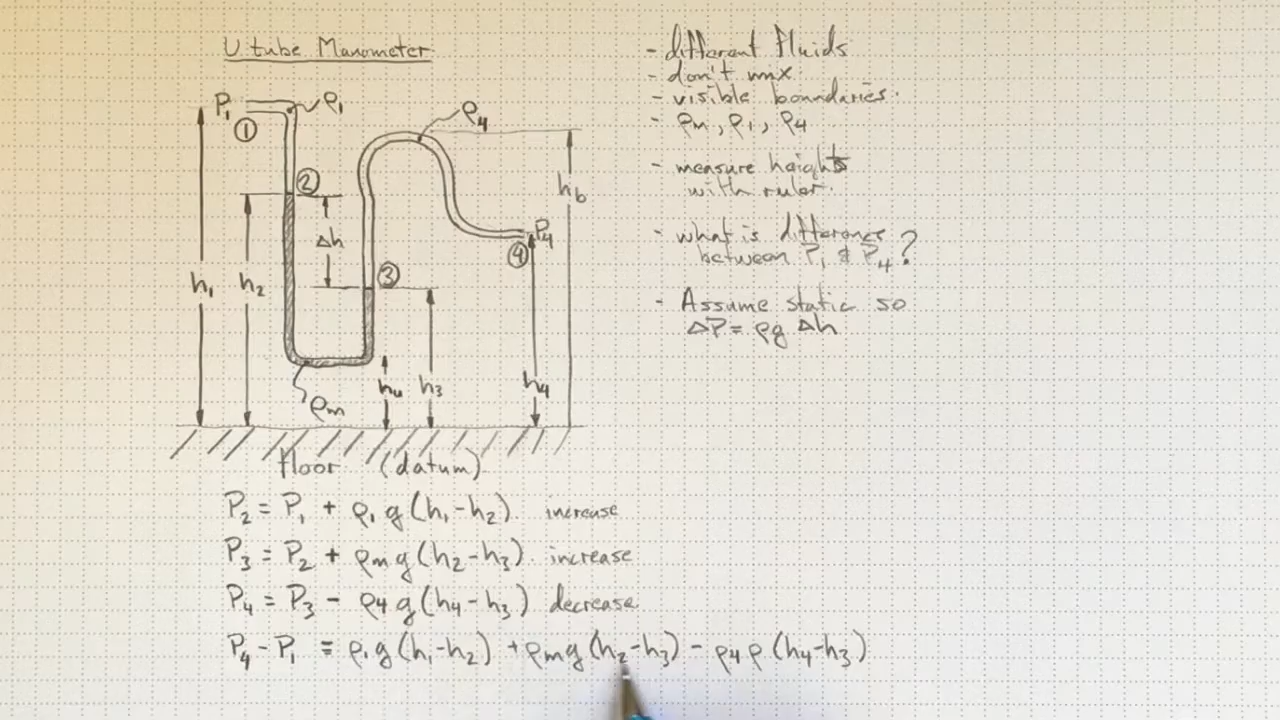 U tube Manometer
P₁
ρ₁
①
②
ρ₄
h_b
Δh
P₄
④
③
h₁
h₂
h₄
h₃
h₄
ρm
floor (datum)
P₂ = P₁ + ρ₁ g (h₁-h₂) increase
P₃ = P₂ + ρm g (h₂-h₃) increase
P₄ = P₃ - ρ₄ g (h₄-h₃) decrease
P₄ - P₁ = ρ₁ g (h₁-h₂) + ρm g (h₂-h₃) - ρ₄ ρ (h₄-h₃)
- different fluids
- don't mix
- visible boundaries.
- ρm, ρ₁, ρ₄
- measure heights
with ruler.
- what is difference
between P₁ & P₄?
- Assume static so
ΔP = ρg Δh